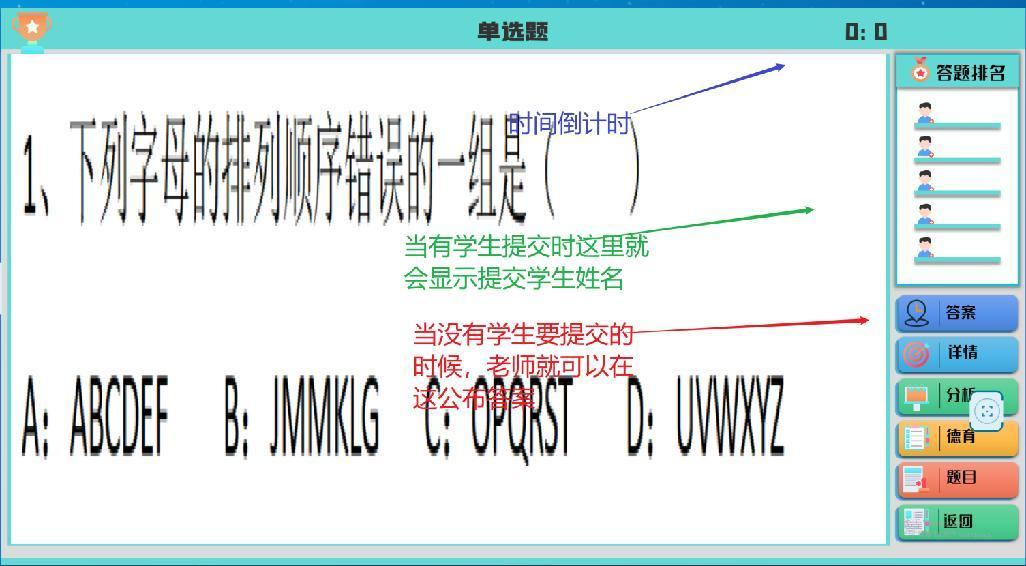 单选题
0: 0
答题排名
时间倒计时
1、下列字母的排列顺序错误的一组是（ ）
当有学生提交时这里就
会显示提交学生姓名
当没有学生要提交的
时候，老师就可以在
这公布答案
A：ABCDEF B：JMMKLG C：OPQRST D：UVWXYZ
答案
详情
分析
德育
题目
返回